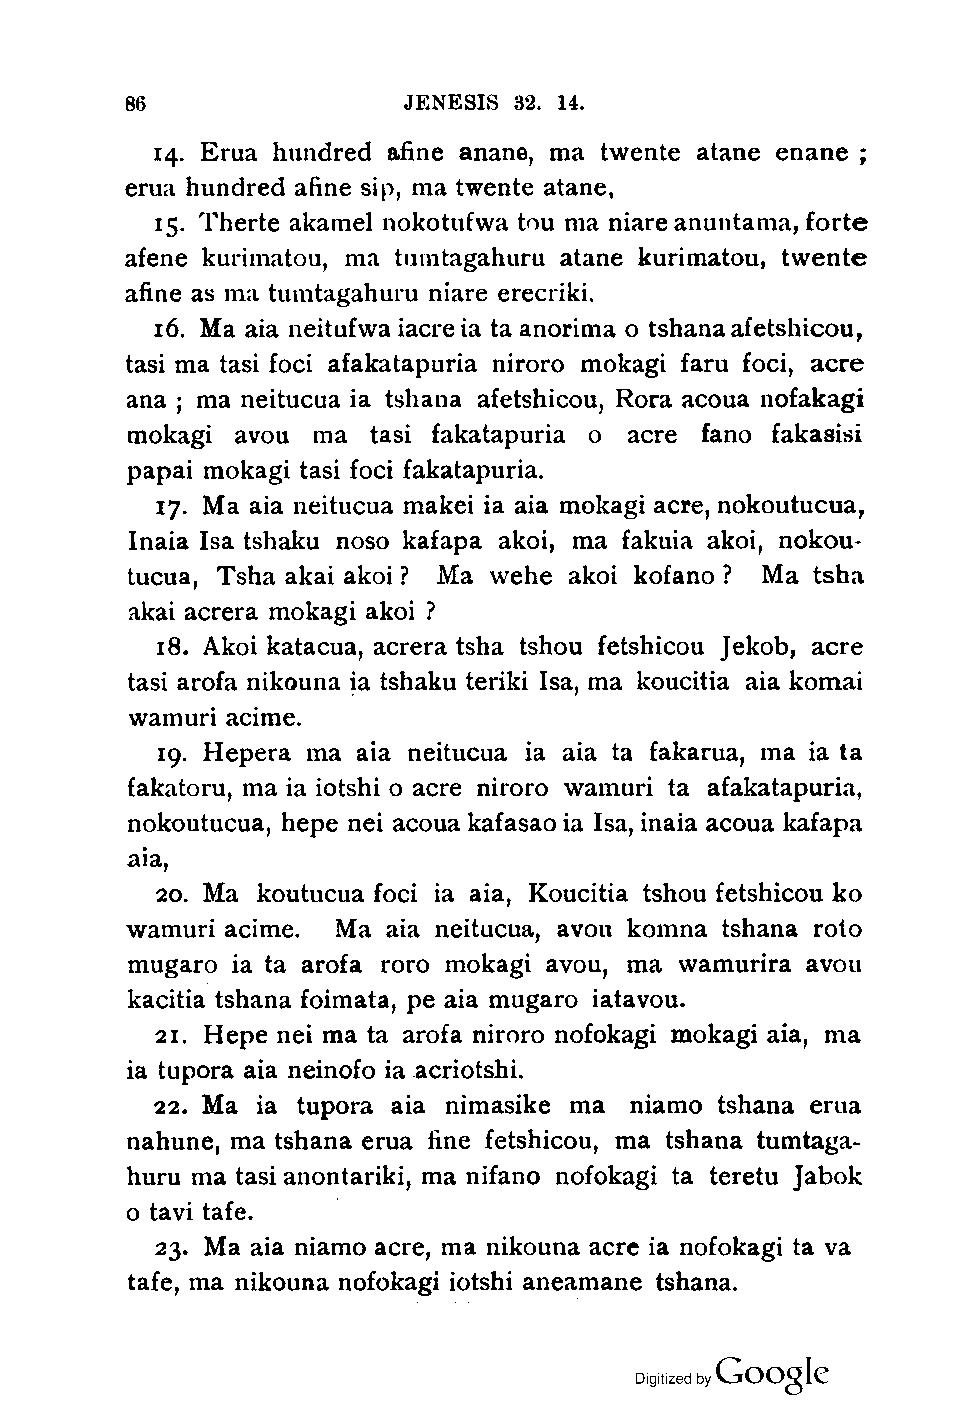 86 JENESIS 32. 14.
14. Erua hundred afine anane, ma twente atane enane ;
erua hundred afine sip, ma twente atane,
15. Therte akamel nokotufwa tou ma niare anuntama, forte
afene kurimatou, ma tumtagahuru atane kurimatou, twente
afine as ma tumtagahuru niare erecriki.
16. Ma aia neitufwa iacre ia ta anorima o tshana afetshicou,
tasi ma tasi foci afakatapuria niroro mokagi faru foci, acre
ana ; ma neitucua ia tshana afetshicou, Rora acoua nofakagi
mokagi avou ma tasi fakatapuria o acre fano fakasisi
papai mokagi tasi foci fakatapuria.
17. Ma aia neitucua makei ia aia mokagi acre, nokoutucua,
Inaia Isa tshaku noso kafapa akoi, ma fakuia akoi, nokou-
tucua, Tsha akai akoi ? Ma wehe akoi kofano ? Ma tsha
akai acrera mokagi akoi ?
18. Akoi katacua, acrera tsha tshou fetshicou Jekob, acre
tasi arofa nikouna ia tshaku teriki Isa, ma koucitia aia komai
wamuri acime.
19. Hepera ma aia neitucua ia aia ta fakarua, ma ia ta
fakatoru, ma ia iotshi o acre niroro wamuri ta afakatapuria,
nokoutucua, hepe nei acoua kafasao ia Isa, inaia acoua kafapa
aia,
20. Ma koutucua foci ia aia, Koucitia tshou fetshicou ko
wamuri acime. Ma aia neitucua, avou komna tshana roto
mugaro ia ta arofa roro mokagi avou, ma wamurira avou
kacitia tshana foimata, pe aia mugaro iatavou.
21. Hepe nei ma ta arofa niroro nofokagi mokagi aia, ma
ia tupora aia neinofo ia acriotshi.
22. Ma ia tupora aia nimasike ma niamo tshana erua
nahune, ma tshana erua fine fetshicou, ma tshana tumtaga-
huru ma tasi anontariki, ma nifano nofokagi ta teretu Jabok
o tavi tafe.
23. Ma aia niamo acre, ma nikouna acre ia nofokagi ta va
tafe, ma nikouna nofokagi iotshi aneamane tshana.
Digitized by Google